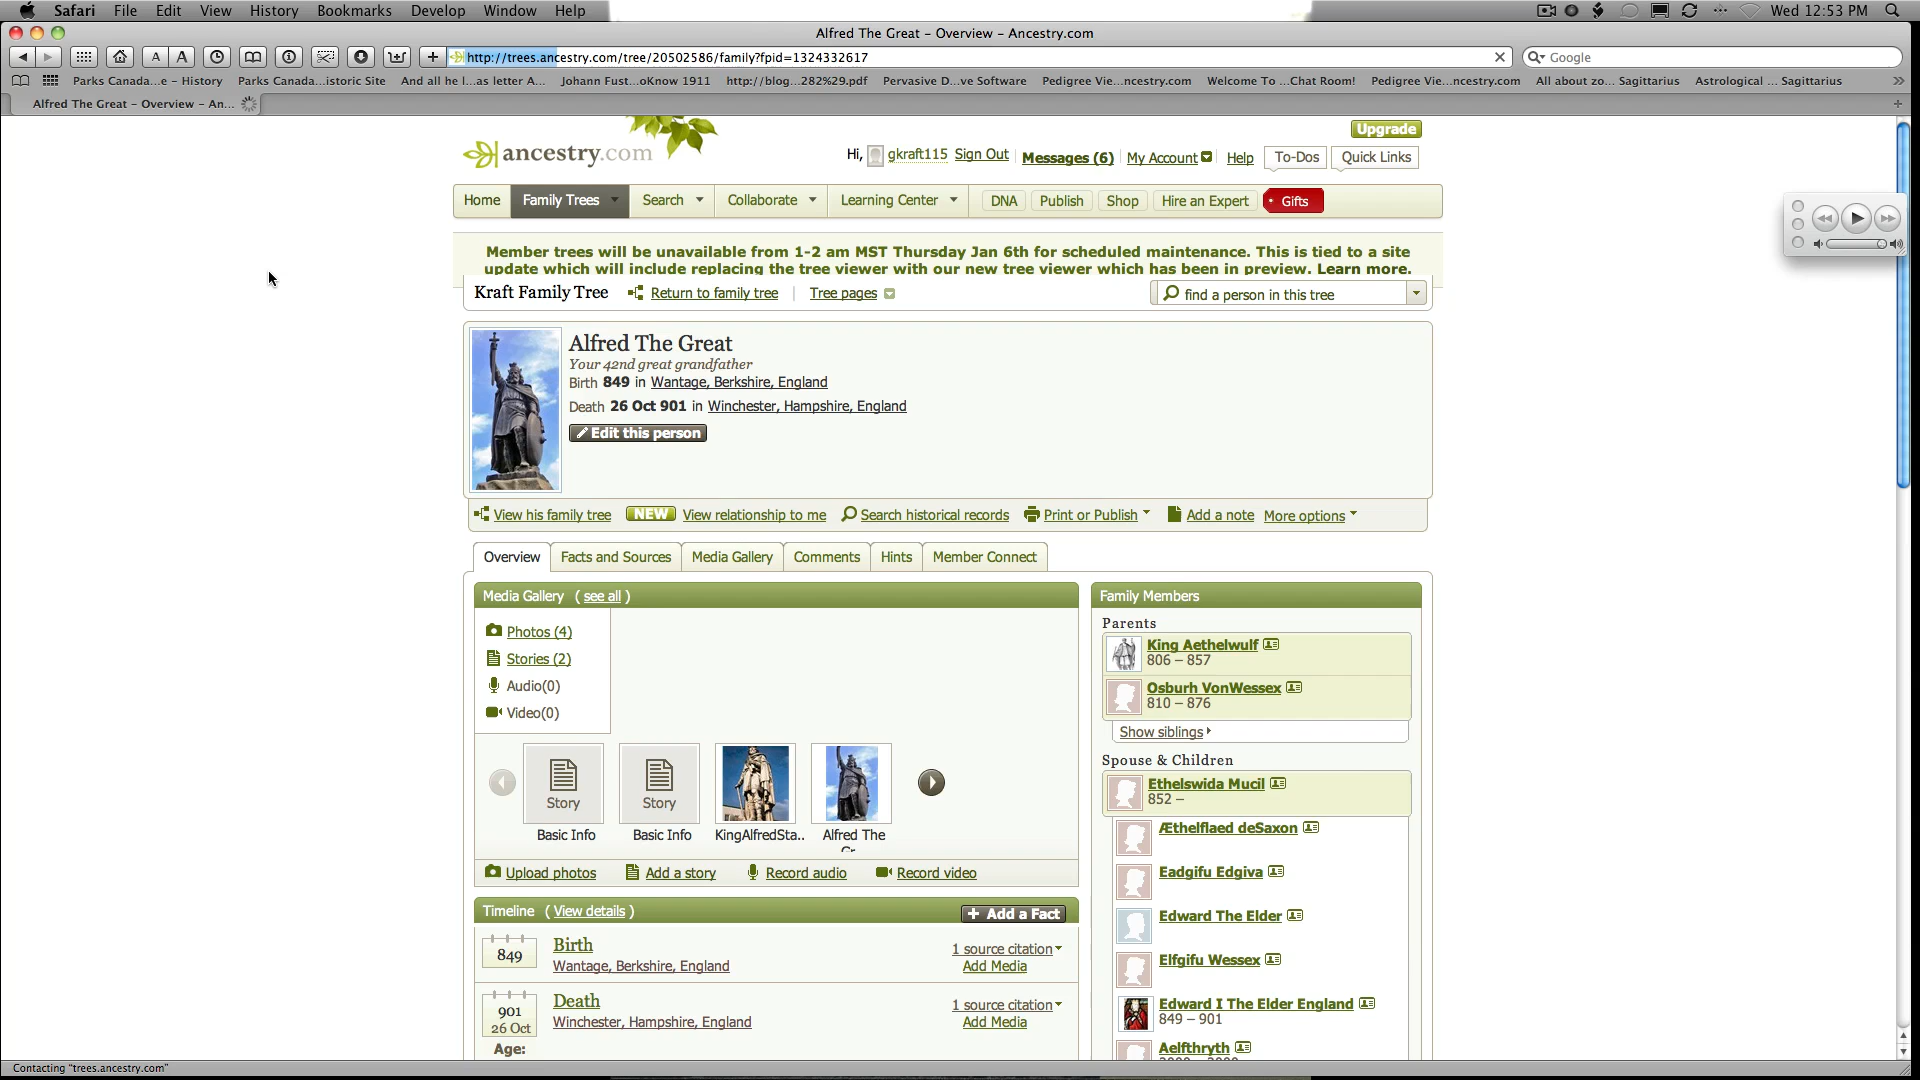 Safari File Edit View History Bookmarks Develop Window Help Wed 12:53 PM
Alfred The Great – Overview – Ancestry.com
A A http://trees.ancestry.com/tree/20502586/family?fpid=1324332617 Google
Parks Canada...e – History Parks Canada...istoric Site And all he l...as letter A... Johann Fust...oKnow 1911 http://blog...282%29.pdf Pervasive D...ve Software Pedigree Vie...ncestry.com Welcome To ...Chat Room! Pedigree Vie...ncestry.com All about zo... Sagittarius Astrological ... Sagittarius
Alfred The Great – Overview – An...
Upgrade
ancestry.com
Hi, gkraft115 Sign Out Messages (6) My Account Help To-Dos Quick Links
Home Family Trees Search Collaborate Learning Center DNA Publish Shop Hire an Expert Gifts
Member trees will be unavailable from 1-2 am MST Thursday Jan 6th for scheduled maintenance. This is tied to a site
update which will include replacing the tree viewer with our new tree viewer which has been in preview. Learn more.
Kraft Family Tree Return to family tree | Tree pages find a person in this tree
Alfred The Great
Your 42nd great grandfather
Birth 849 in Wantage, Berkshire, England
Death 26 Oct 901 in Winchester, Hampshire, England
Edit this person
View his family tree NEW View relationship to me Search historical records Print or Publish Add a note More options
Overview Facts and Sources Media Gallery Comments Hints Member Connect
Media Gallery ( see all )
Photos (4)
Stories (2)
Audio(0)
Video(0)
Story Story
Basic Info Basic Info KingAlfredSta.. Alfred The
Gr
Upload photos Add a story Record audio Record video
Timeline ( View details ) + Add a Fact
849 Birth 1 source citation
Wantage, Berkshire, England Add Media
901 Death 1 source citation
26 Oct Winchester, Hampshire, England Add Media
Age:
Family Members
Parents
King Aethelwulf
806 – 857
Osburh VonWessex
810 – 876
Show siblings
Spouse & Children
Ethelswida Mucil
852 –
Æthelflaed deSaxon
Eadgifu Edgiva
Edward The Elder
Elfgifu Wessex
Edward I The Elder England
849 – 901
Aelfthryth
Contacting "trees.ancestry.com"